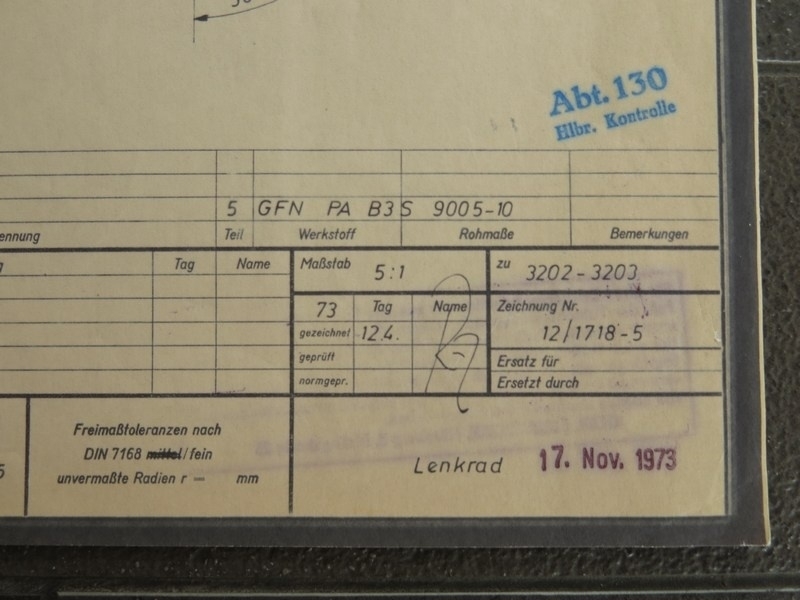 Abt. 130
Hlbr. Kontrolle
5 GFN PA B3S 9005-10
ennung Teil Werkstoff Rohmaße Bemerkungen
Tag Name Maßstab 5:1 zu 3202-3203
73 Tag Name Zeichnung Nr.
gezeichnet 12.4. 12/1718-5
geprüft Ersatz für
normgepr. Ersetzt durch
Freimaßtoleranzen nach
DIN 7168 mittel/fein
unvermaßte Radien r — mm
Lenkrad 17. Nov. 1973